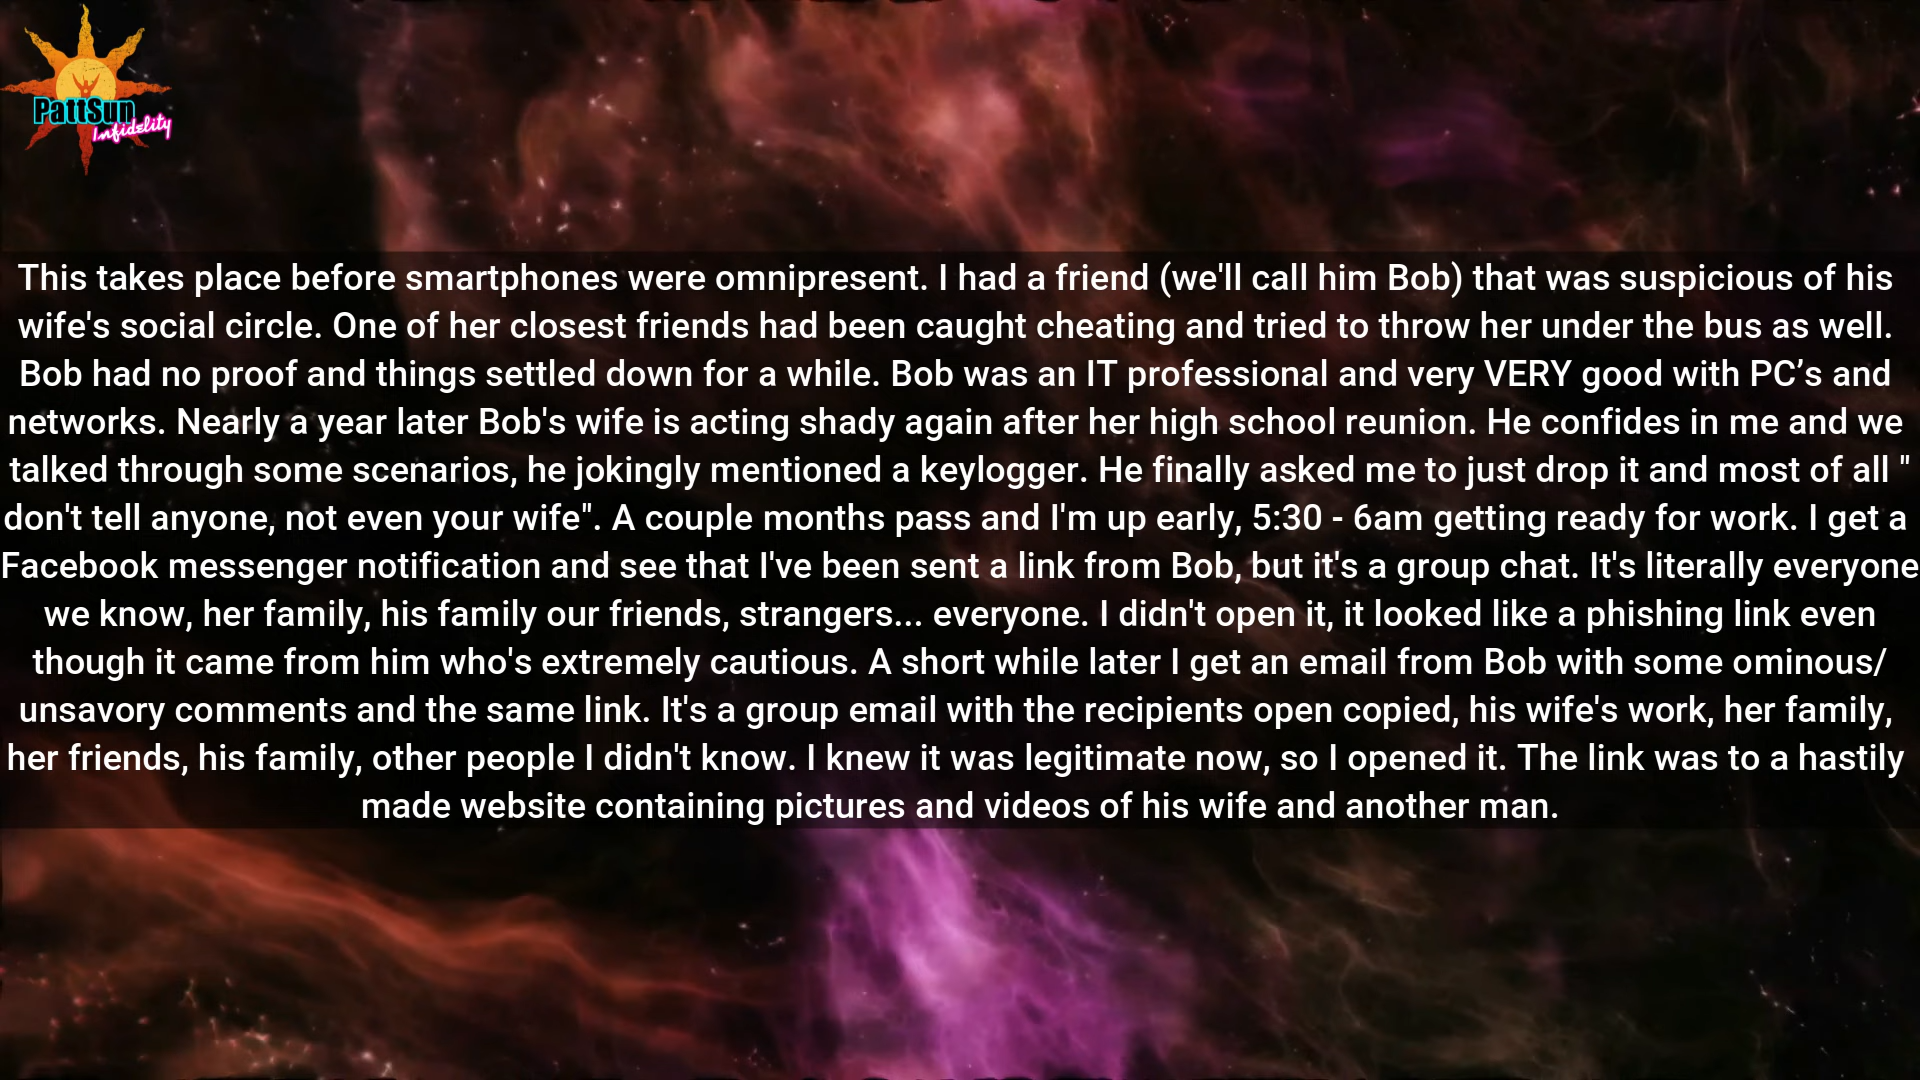 PattSun
Infidelity
This takes place before smartphones were omnipresent. I had a friend (we'll call him Bob) that was suspicious of his
wife's social circle. One of her closest friends had been caught cheating and tried to throw her under the bus as well.
Bob had no proof and things settled down for a while. Bob was an IT professional and very VERY good with PC’s and
networks. Nearly a year later Bob's wife is acting shady again after her high school reunion. He confides in me and we
talked through some scenarios, he jokingly mentioned a keylogger. He finally asked me to just drop it and most of all "
don't tell anyone, not even your wife". A couple months pass and I'm up early, 5:30 - 6am getting ready for work. I get a
Facebook messenger notification and see that I've been sent a link from Bob, but it's a group chat. It's literally everyone
we know, her family, his family our friends, strangers... everyone. I didn't open it, it looked like a phishing link even
though it came from him who's extremely cautious. A short while later I get an email from Bob with some ominous/
unsavory comments and the same link. It's a group email with the recipients open copied, his wife's work, her family,
her friends, his family, other people I didn't know. I knew it was legitimate now, so I opened it. The link was to a hastily
made website containing pictures and videos of his wife and another man.